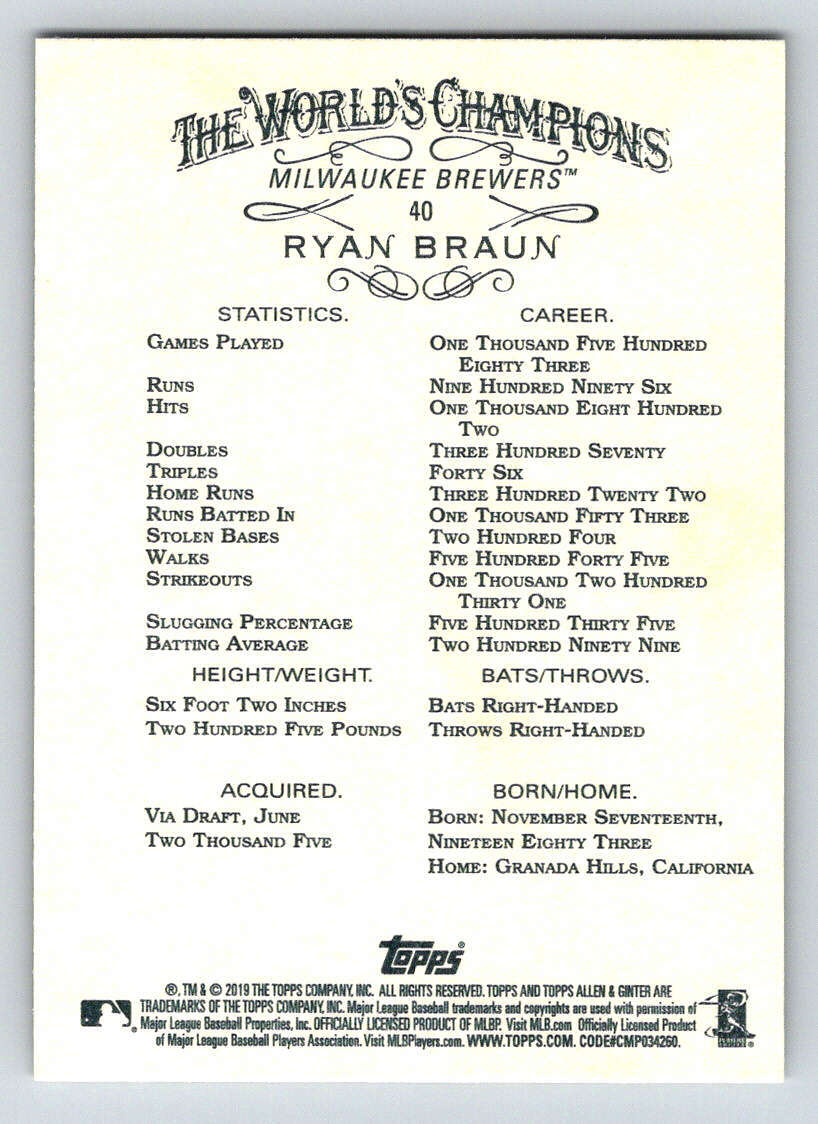 THE WORLD'S CHAMPIONS
MILWAUKEE BREWERS™
40
RYAN BRAUN
STATISTICS. CAREER.
GAMES PLAYED ONE THOUSAND FIVE HUNDRED
EIGHTY THREE
RUNS NINE HUNDRED NINETY SIX
HITS ONE THOUSAND EIGHT HUNDRED
TWO
DOUBLES THREE HUNDRED SEVENTY
TRIPLES FORTY SIX
HOME RUNS THREE HUNDRED TWENTY TWO
RUNS BATTED IN ONE THOUSAND FIFTY THREE
STOLEN BASES TWO HUNDRED FOUR
WALKS FIVE HUNDRED FORTY FIVE
STRIKEOUTS ONE THOUSAND TWO HUNDRED
THIRTY ONE
SLUGGING PERCENTAGE FIVE HUNDRED THIRTY FIVE
BATTING AVERAGE TWO HUNDRED NINETY NINE
HEIGHT/WEIGHT. BATS/THROWS.
SIX FOOT TWO INCHES BATS RIGHT-HANDED
TWO HUNDRED FIVE POUNDS THROWS RIGHT-HANDED
ACQUIRED. BORN/HOME.
VIA DRAFT, JUNE BORN: NOVEMBER SEVENTEENTH,
TWO THOUSAND FIVE NINETEEN EIGHTY THREE
HOME: GRANADA HILLS, CALIFORNIA
topps®
®, TM & © 2019 THE TOPPS COMPANY, INC. ALL RIGHTS RESERVED. TOPPS AND TOPPS ALLEN & GINTER ARE
TRADEMARKS OF THE TOPPS COMPANY, INC. Major League Baseball trademarks and copyrights are used with permission of
Major League Baseball Properties, Inc. OFFICIALLY LICENSED PRODUCT OF MLBP. Visit MLB.com Officially Licensed Product
of Major League Baseball Players Association. Visit MLBPlayers.com. WWW.TOPPS.COM. CODE#CMP034260.